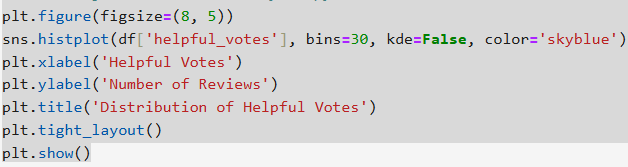 plt.figure(figsize=(8, 5))
sns.histplot(df['helpful_votes'], bins=30, kde=False, color='skyblue')
plt.xlabel('Helpful Votes')
plt.ylabel('Number of Reviews')
plt.title('Distribution of Helpful Votes')
plt.tight_layout()
plt.show()